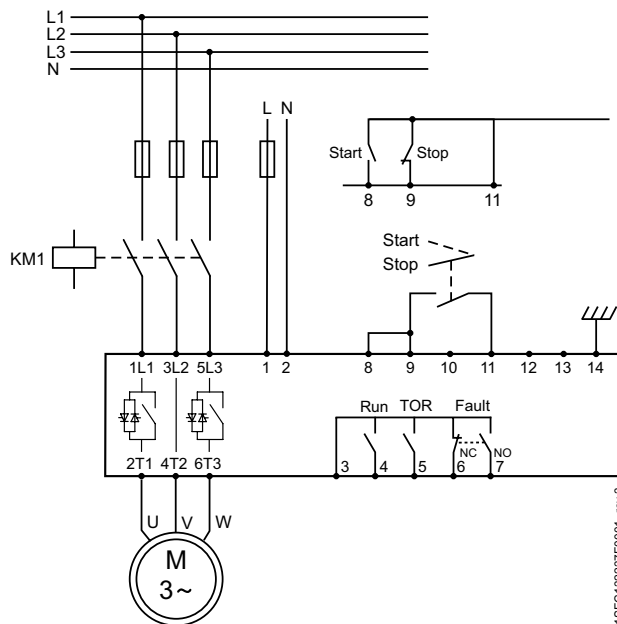 L1
L2
L3
N
L N
Start Stop
8 9 11
Start
Stop
KM1
1L1 3L2 5L3 1 2 8 9 10 11 12 13 14
Run TOR Fault
NC NO
2T1 4T2 6T3 3 4 5 6 7
U V W
M
3~